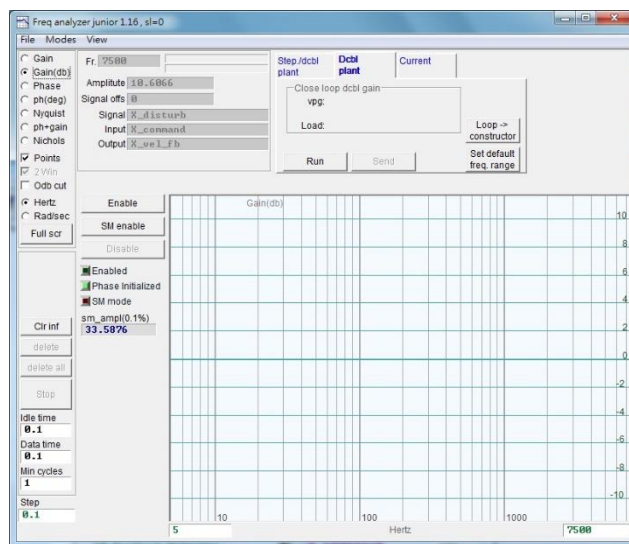 Freq analyzer junior 1.16 , sl=0
File Modes View
Gain
Gain(db)
Phase
ph(deg)
Nyquist
ph+gain
Nichols
Points
2 Win
0db cut
Hertz
Rad/sec
Full scr
Fr. 7500
Amplitute 10.6066
Signal offs 0
Signal X_disturb
Input X_command
Output X_vel_fb
Step./dcbl plant
Dcbl plant
Current
Close loop dcbl gain
vpg:
Load:
Loop -> constructor
Run
Send
Set default freq. range
Enable
SM enable
Disable
Enabled
Phase Initialized
SM mode
sm_ampl(0.1%)
33.5876
Clr inf
delete
delete all
Stop
Idle time
0.1
Data time
0.1
Min cycles
1
Step
0.1
Gain(db)
10
8
6
4
2
0
-2
-4
-6
-8
-10
10 100 1000
5 Hertz 7500